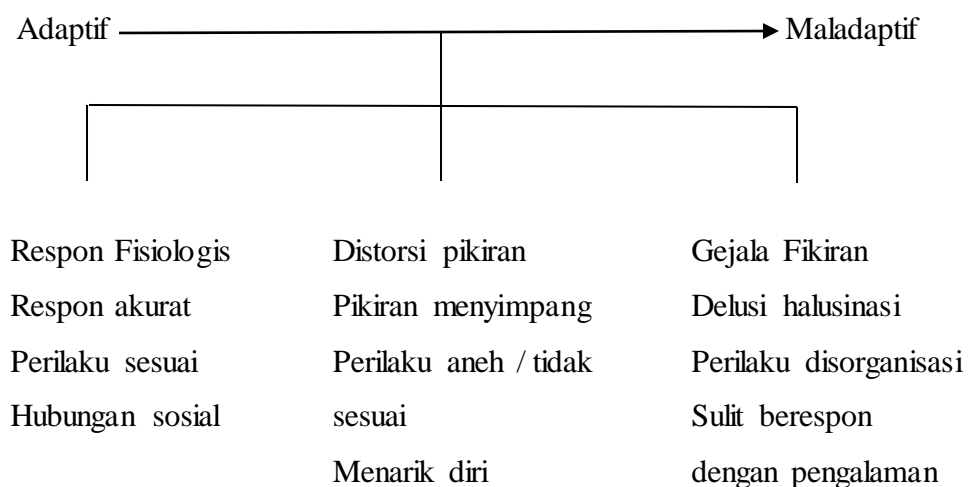 Adaptif Maladaptif
Respon Fisiologis Distorsi pikiran Gejala Fikiran
Respon akurat Pikiran menyimpang Delusi halusinasi
Perilaku sesuai Perilaku aneh / tidak Perilaku disorganisasi
Hubungan sosial sesuai Sulit berespon
Menarik diri dengan pengalaman